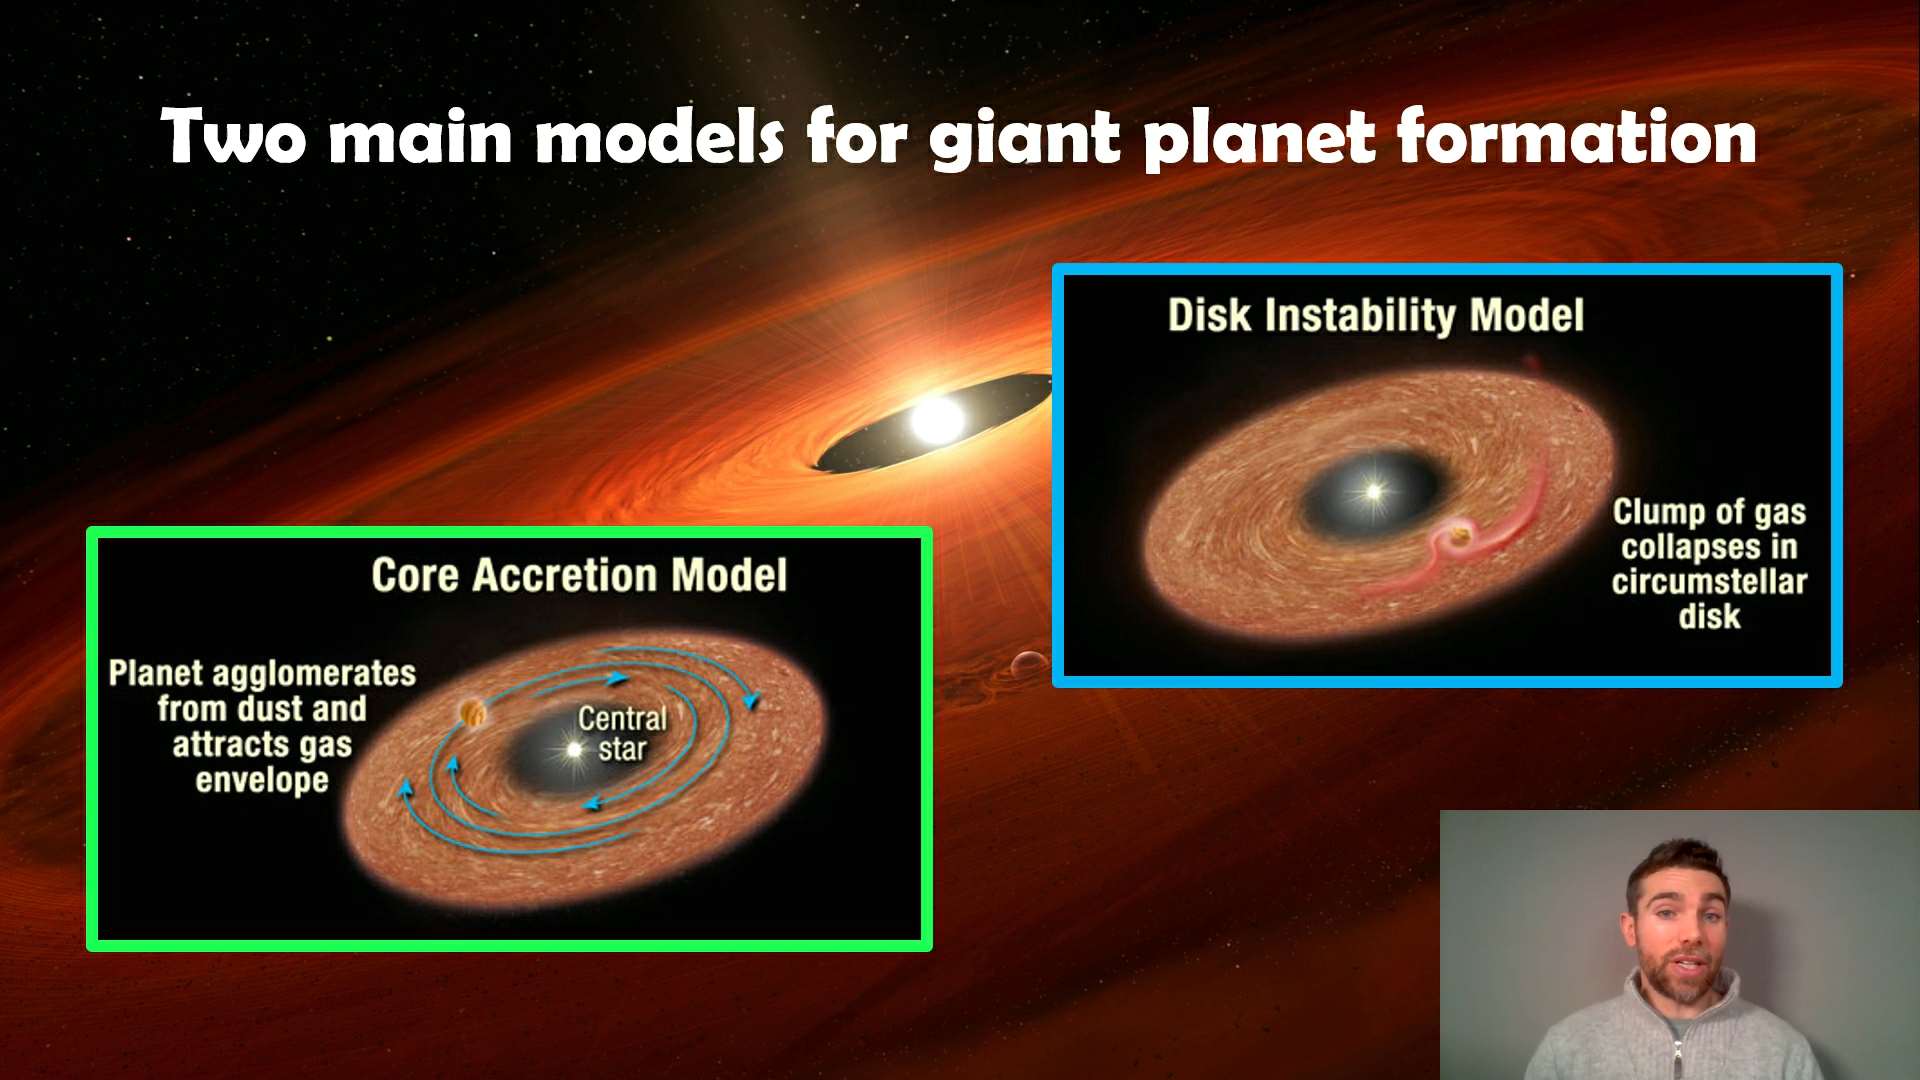 Two main models for giant planet formation
Disk Instability Model
Clump of gas
collapses in
circumstellar
disk
Core Accretion Model
Planet agglomerates
from dust and
attracts gas
envelope
Central
star